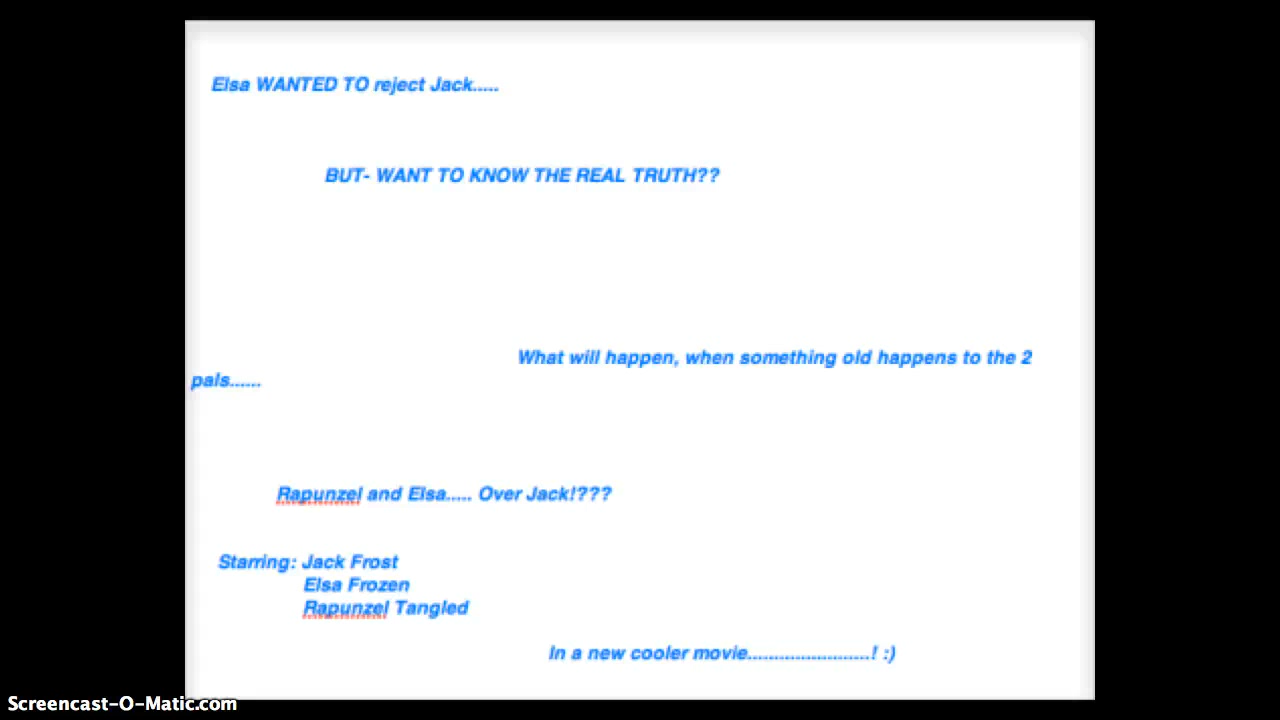 Elsa WANTED TO reject Jack.....
BUT- WANT TO KNOW THE REAL TRUTH??
What will happen, when something old happens to the 2
pals......
Rapunzel and Elsa..... Over Jack!???
Starring: Jack Frost
Elsa Frozen
Rapunzel Tangled
In a new cooler movie.......................! :)
Screencast-O-Matic.com